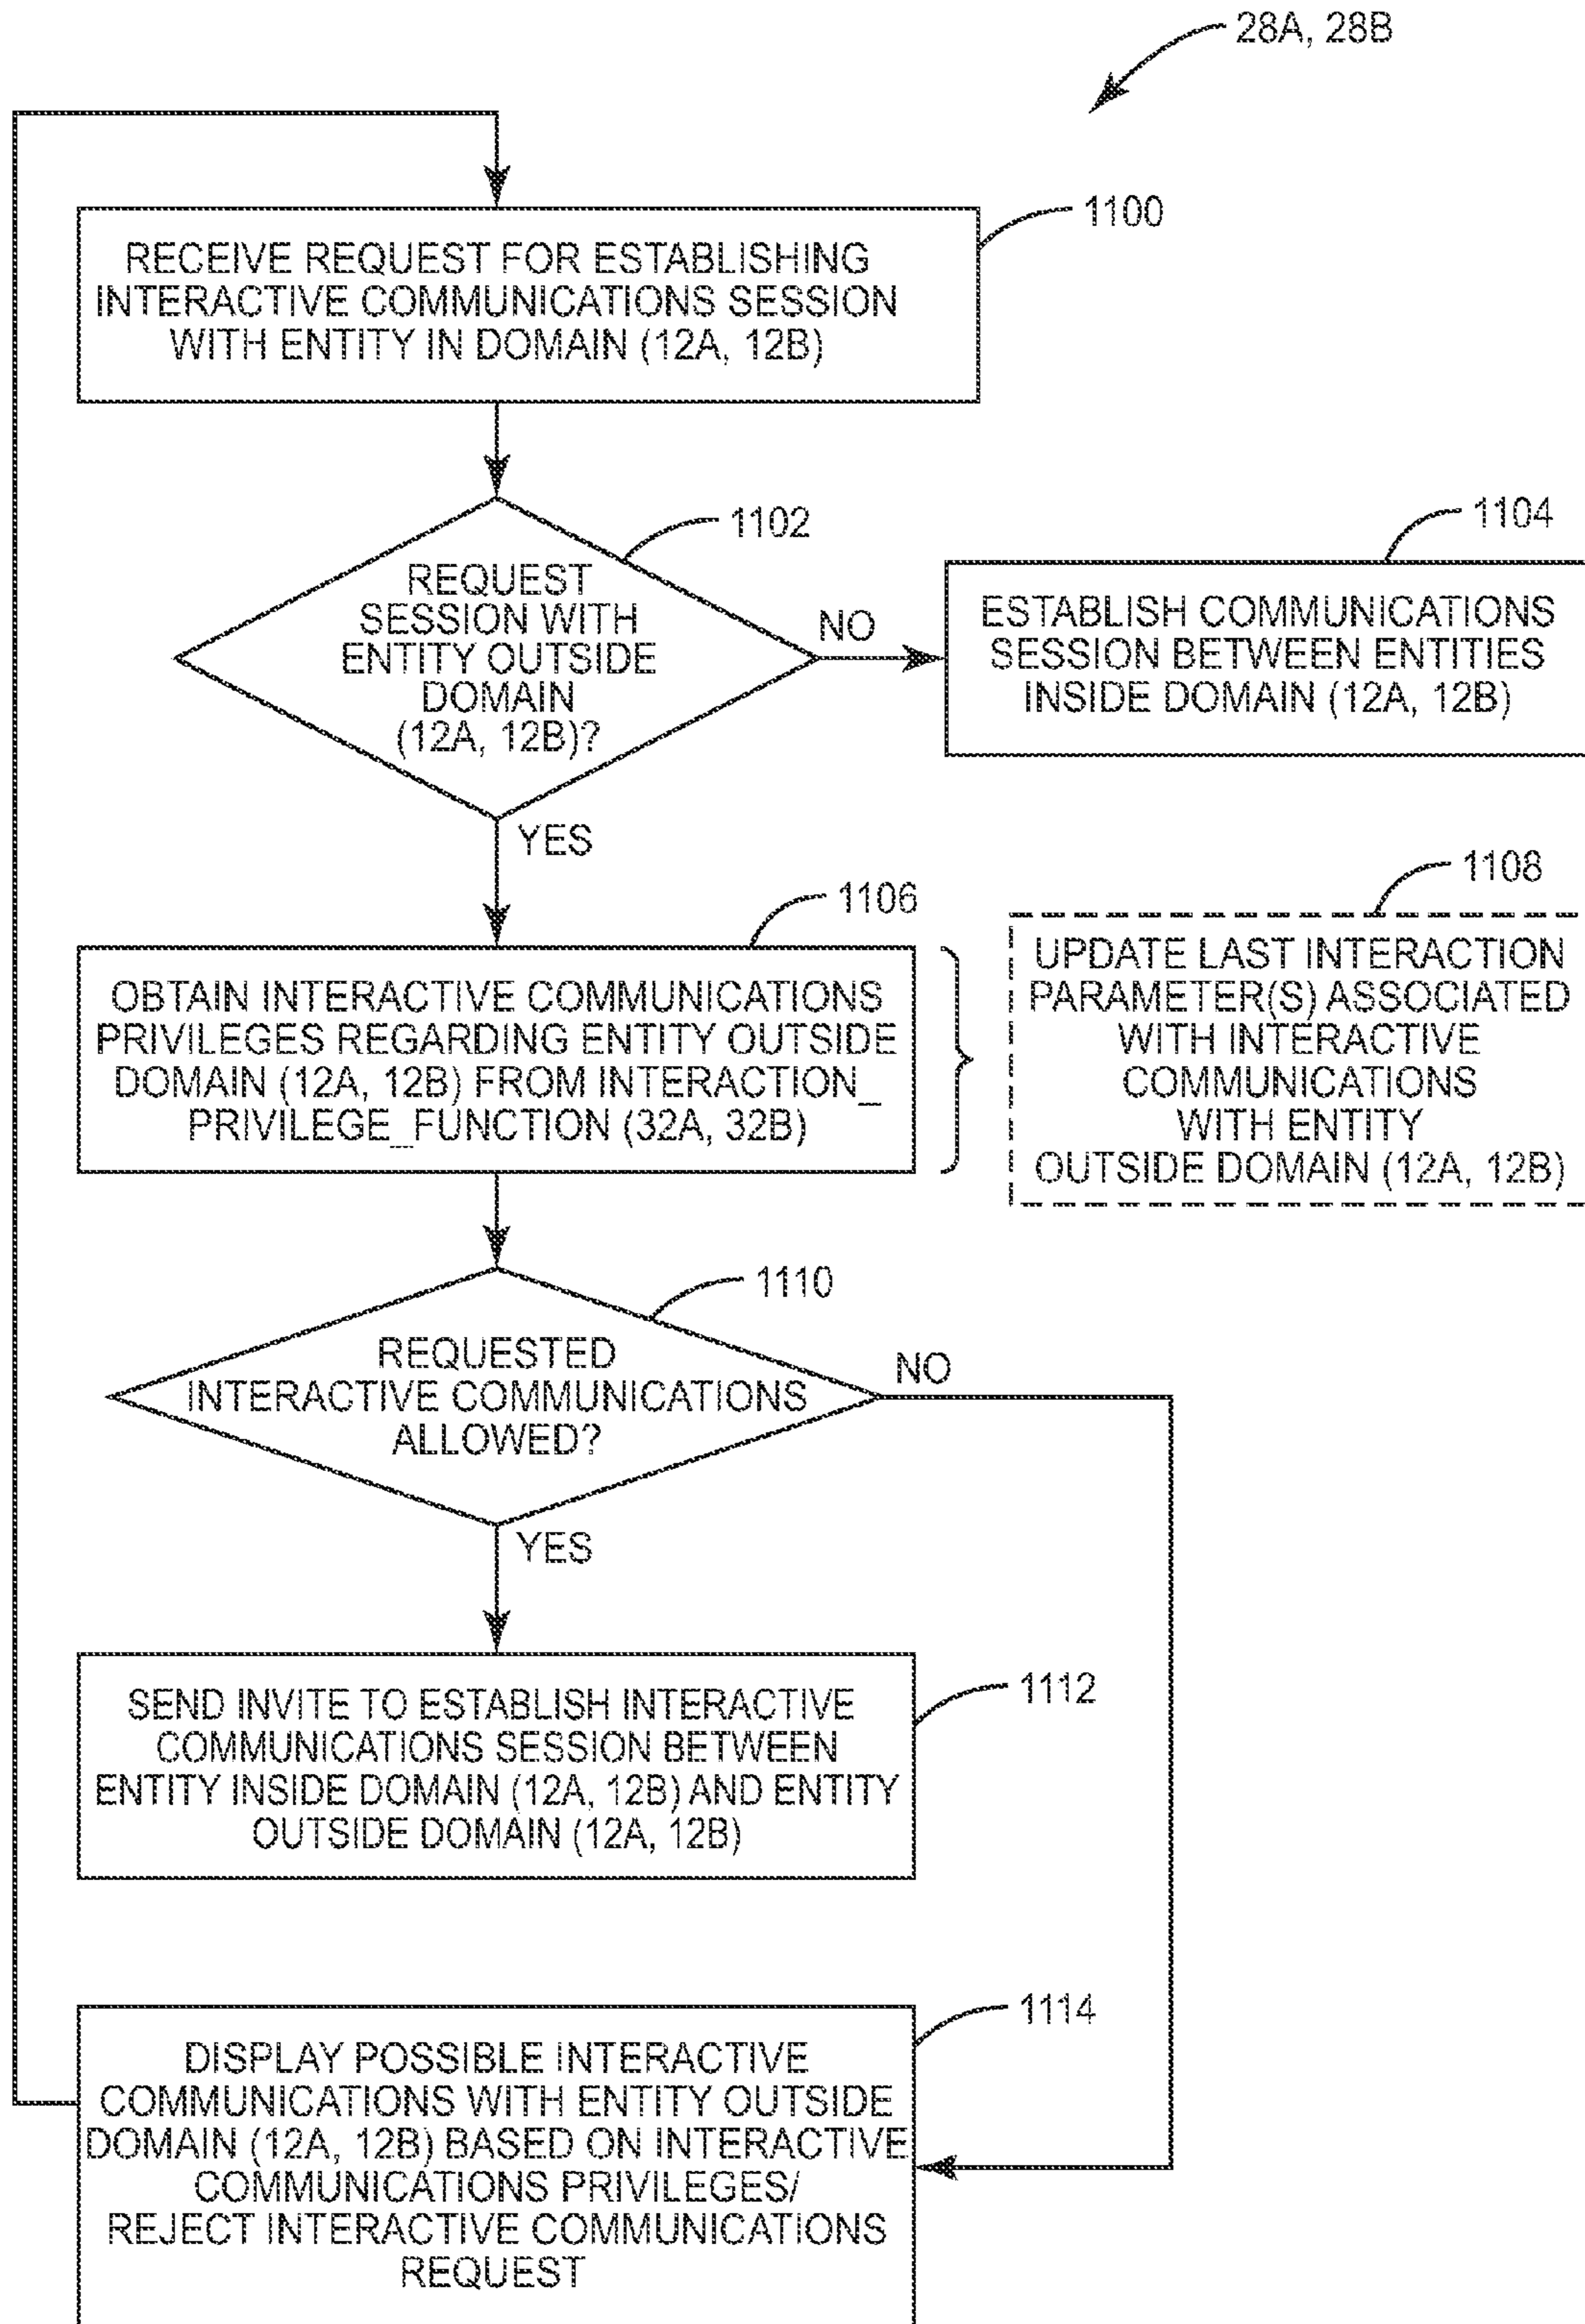 28A, 28B
1100
RECEIVE REQUEST FOR ESTABLISHING
INTERACTIVE COMMUNICATIONS SESSION
WITH ENTITY IN DOMAIN (12A, 12B)
1102
REQUEST
SESSION WITH
ENTITY OUTSIDE
DOMAIN
(12A, 12B)?
NO
1104
ESTABLISH COMMUNICATIONS
SESSION BETWEEN ENTITIES
INSIDE DOMAIN (12A, 12B)
YES
1106
OBTAIN INTERACTIVE COMMUNICATIONS
PRIVILEGES REGARDING ENTITY OUTSIDE
DOMAIN (12A, 12B) FROM INTERACTION_
PRIVILEGE_FUNCTION (32A, 32B)
1108
UPDATE LAST INTERACTION
PARAMETER(S) ASSOCIATED
WITH INTERACTIVE
COMMUNICATIONS
WITH ENTITY
OUTSIDE DOMAIN (12A, 12B)
1110
REQUESTED
INTERACTIVE COMMUNICATIONS
ALLOWED?
NO
YES
1112
SEND INVITE TO ESTABLISH INTERACTIVE
COMMUNICATIONS SESSION BETWEEN
ENTITY INSIDE DOMAIN (12A, 12B) AND ENTITY
OUTSIDE DOMAIN (12A, 12B)
1114
DISPLAY POSSIBLE INTERACTIVE
COMMUNICATIONS WITH ENTITY OUTSIDE
DOMAIN (12A, 12B) BASED ON INTERACTIVE
COMMUNICATIONS PRIVILEGES/
REJECT INTERACTIVE COMMUNICATIONS
REQUEST